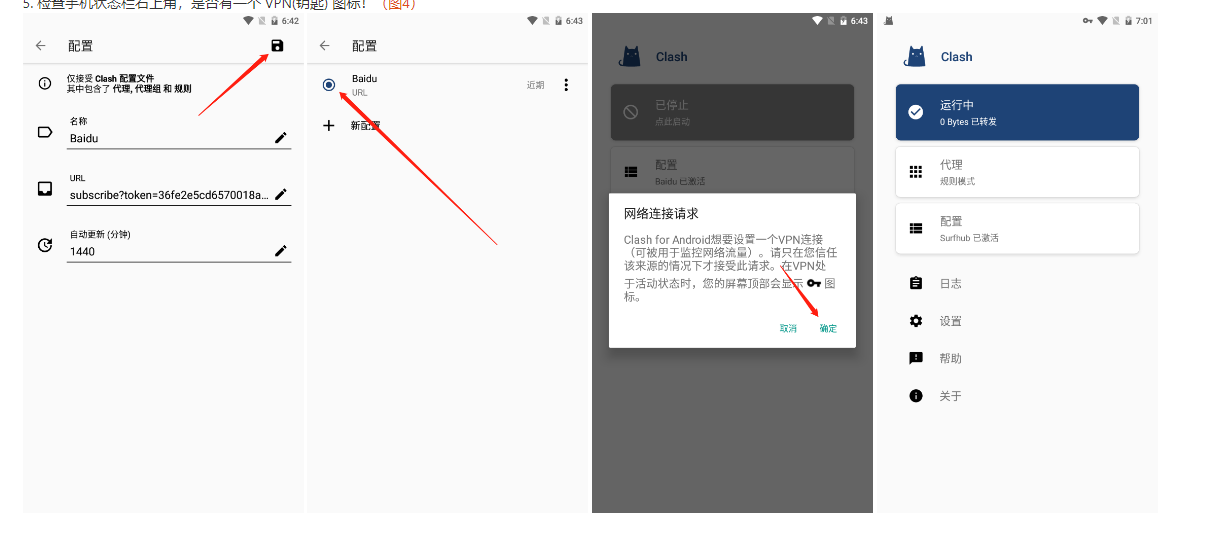 5. 检查手机状态栏右上角，是否有一个 VPN(钥匙) 图标！（图4）
6:42
配置
仅接受 Clash 配置文件
其中包含了 代理, 代理组 和 规则
名称
Baidu
URL
subscribe?token=36fe2e5cd6570018a...
自动更新 (分钟)
1440
6:43
配置
Baidu
URL
近期
新配置
6:43
Clash
已停止
点此启动
配置
Baidu 已激活
网络连接请求
Clash for Android想要设置一个VPN连接
（可被用于监控网络流量）。请只在您信任
该来源的情况下才接受此请求。在VPN处
于活动状态时，您的屏幕顶部会显示 图
标。
取消
确定
7:01
Clash
运行中
0 Bytes 已转发
代理
规则模式
配置
Surfhub 已激活
日志
设置
帮助
关于